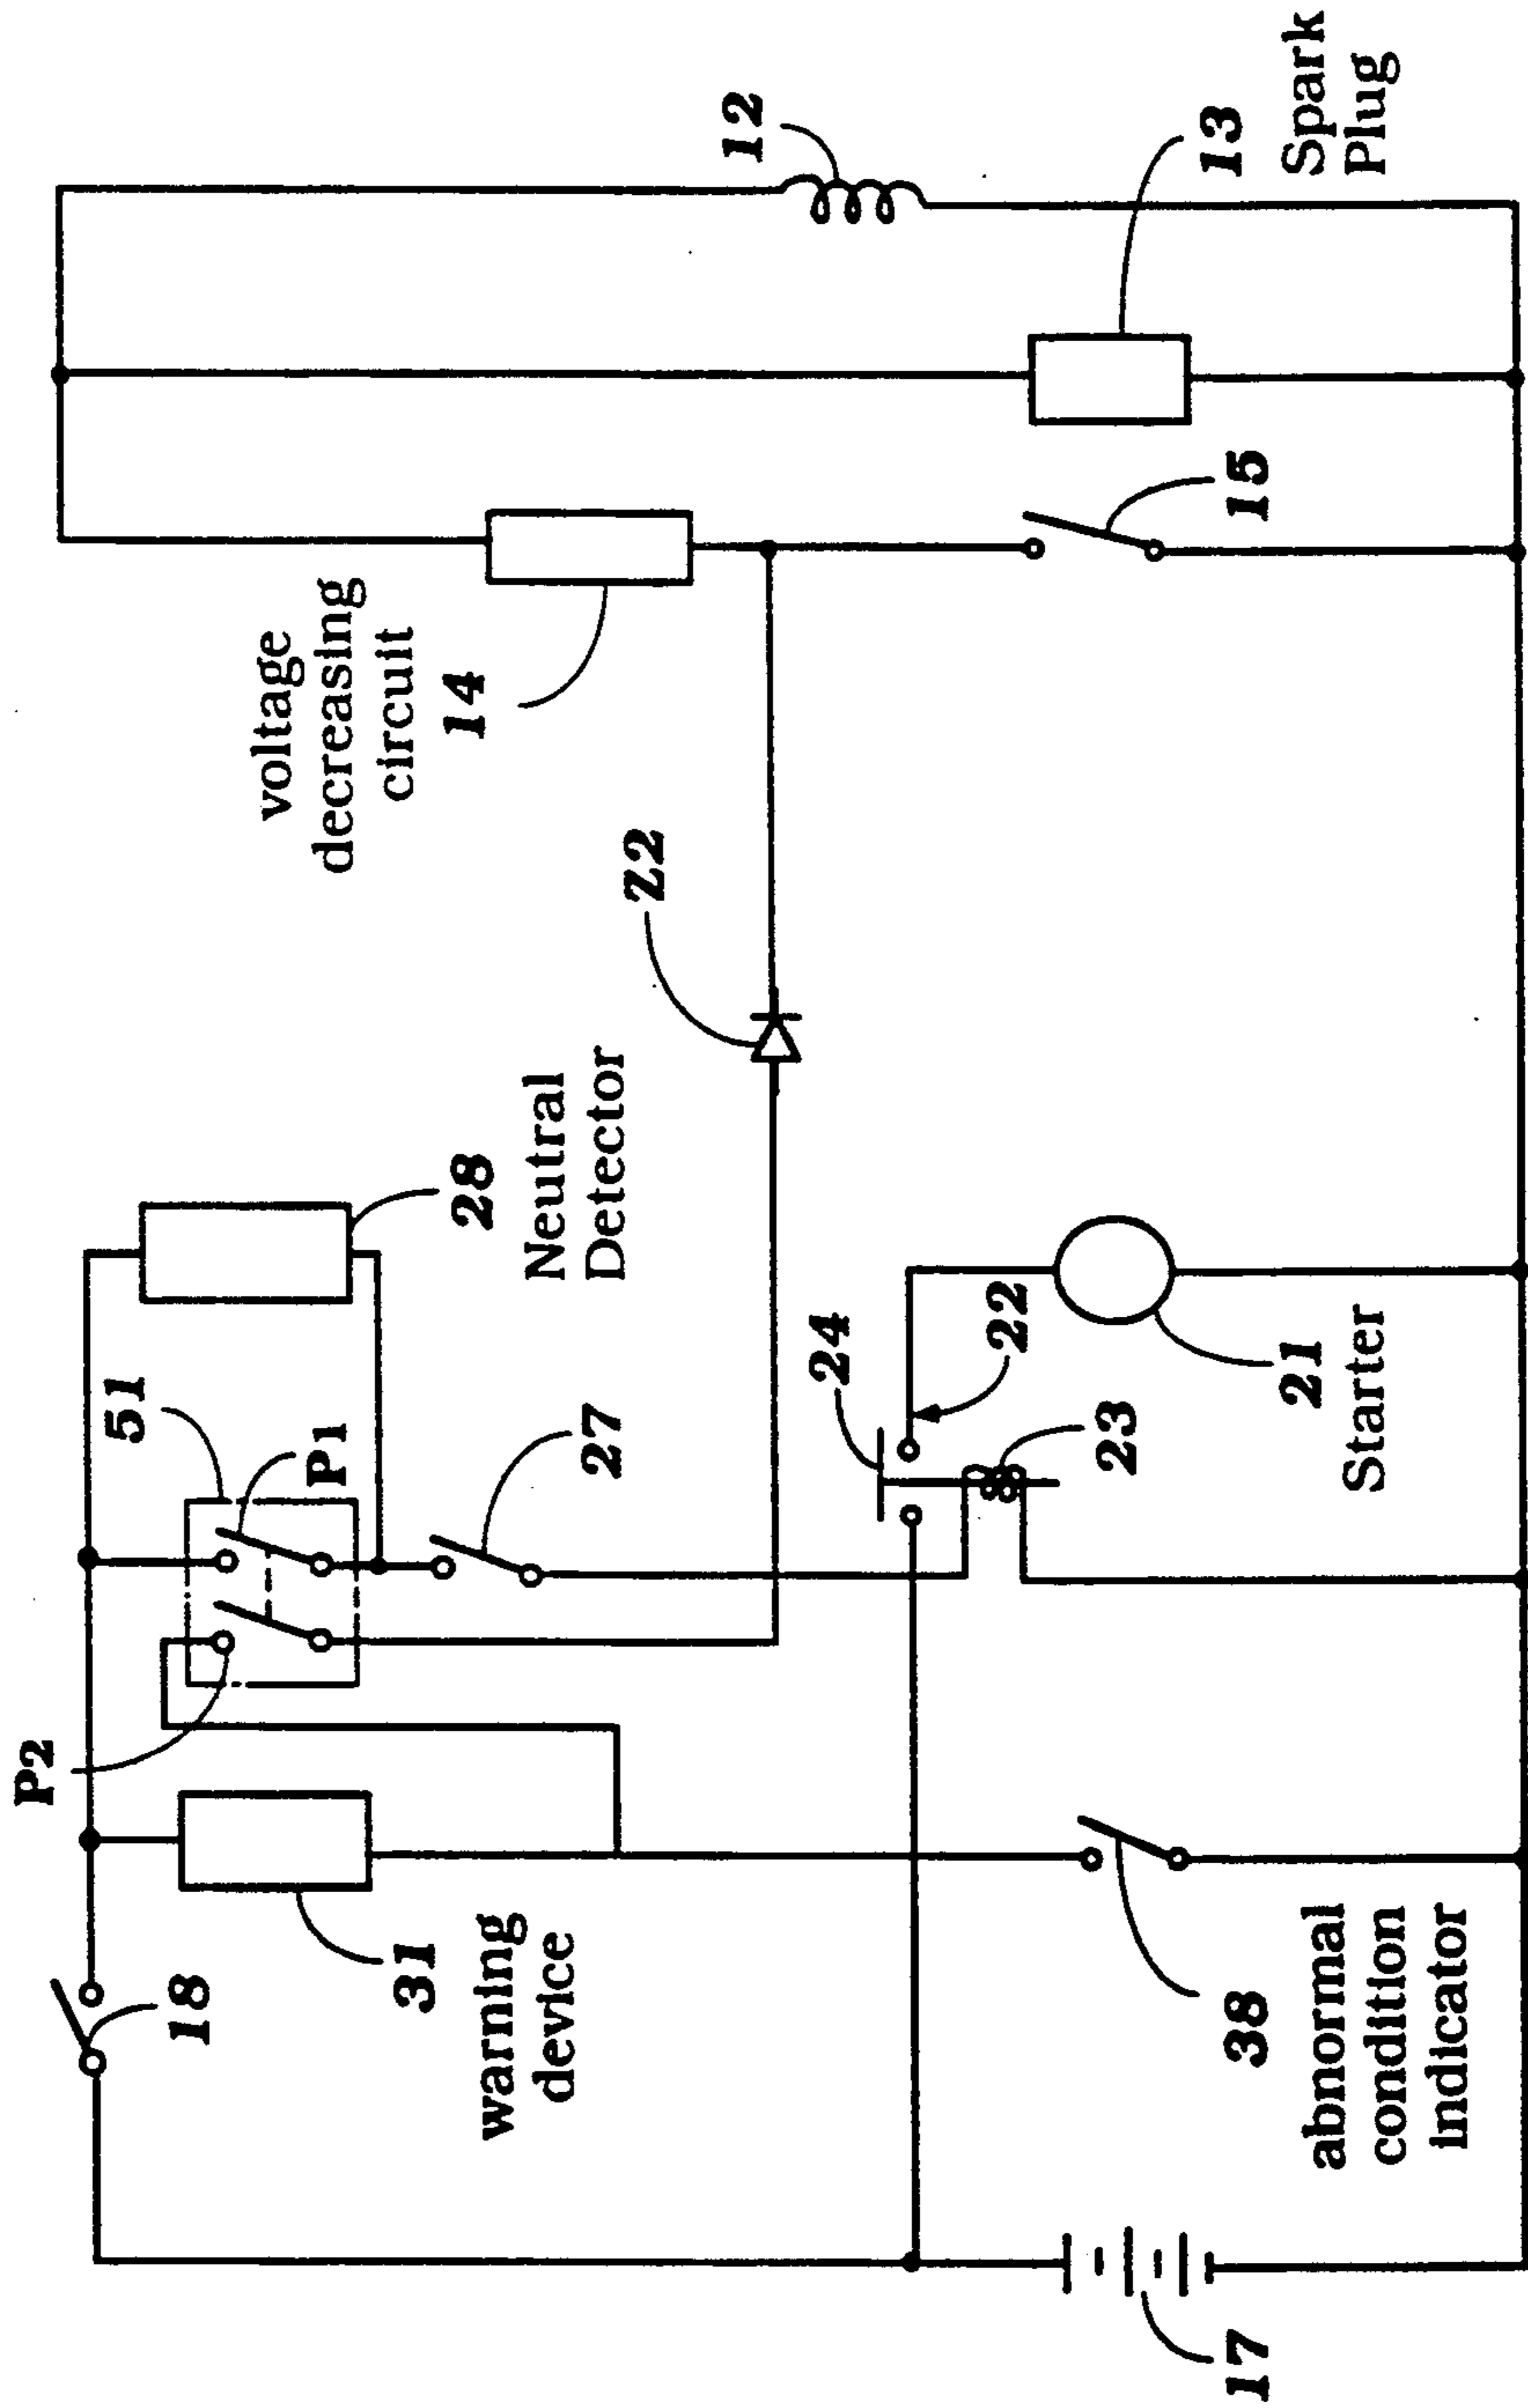 12
13
Spark
Plug
voltage
decreasing
circuit
14
15
Z2
28
Neutral
Detector
51
P1
27
24
22
23
21
Starter
P2
18
31
warning
device
38
abnormal
condition
indicator
17